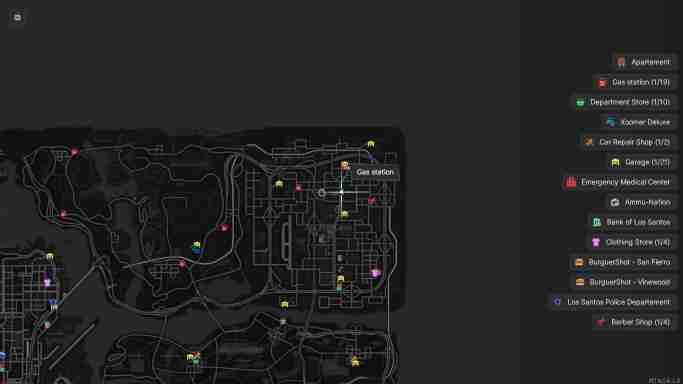 Apartement
Gas station (1/19)
Department Store (1/10)
Xoomer Deluxe
Gas station
Car Repair Shop (1/2)
Garage (1/21)
Emergency Medical Center
Ammu-Nation
Bank of Los Santos
Clothing Store (1/4)
BurguerShot - San Fierro
BurguerShot - Vinewood
Los Santos Police Departement
Barber Shop (1/4)